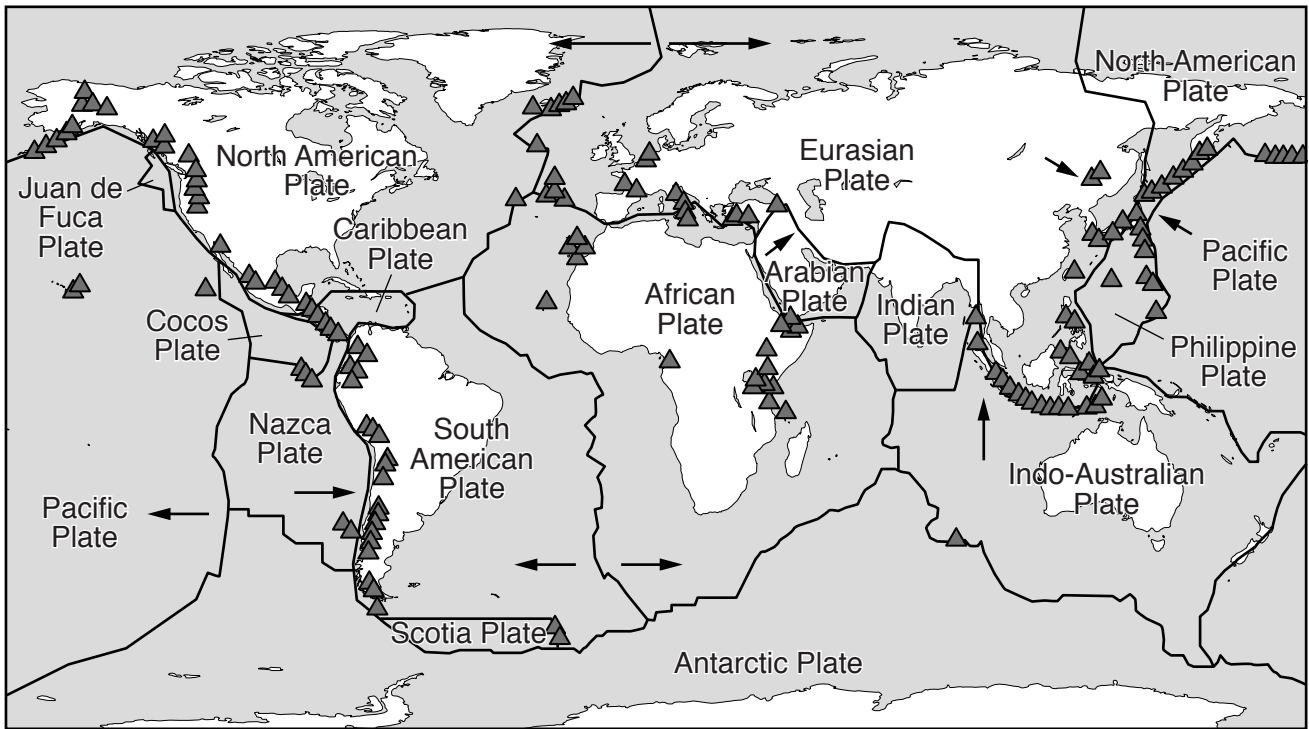 North American
Plate
North American
Plate
Eurasian
Plate
Juan de
Fuca
Plate
Caribbean
Plate
Pacific
Plate
Arabian
Plate
African
Plate
Indian
Plate
Cocos
Plate
Philippine
Plate
Nazca
Plate
South
American
Plate
Indo-Australian
Plate
Pacific
Plate
Scotia Plate
Antarctic Plate